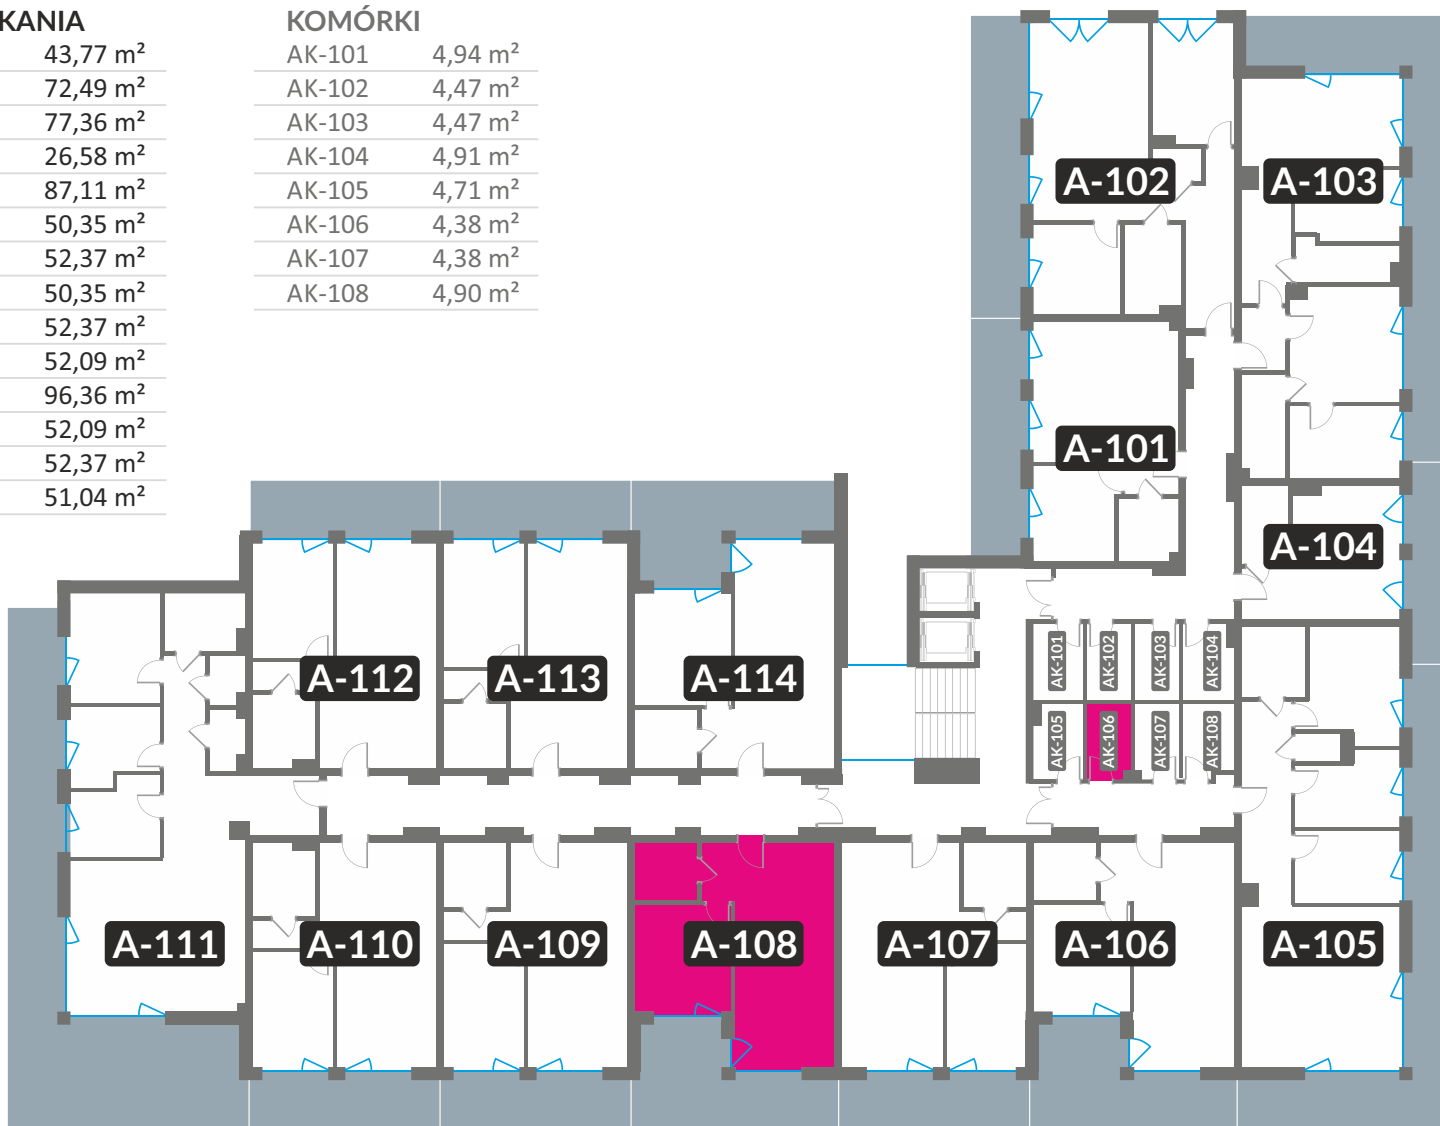 KANIA
43,77 m²
72,49 m²
77,36 m²
26,58 m²
87,11 m²
50,35 m²
52,37 m²
50,35 m²
52,37 m²
52,09 m²
96,36 m²
52,09 m²
52,37 m²
51,04 m²
KOMÓRKI
AK-101 4,94 m²
AK-102 4,47 m²
AK-103 4,47 m²
AK-104 4,91 m²
AK-105 4,71 m²
AK-106 4,38 m²
AK-107 4,38 m²
AK-108 4,90 m²
A-102
A-103
A-101
A-104
AK-101
AK-102
AK-103
AK-104
A-112
A-113
A-114
AK-105
AK-106
AK-107
AK-108
A-111
A-110
A-109
A-108
A-107
A-106
A-105